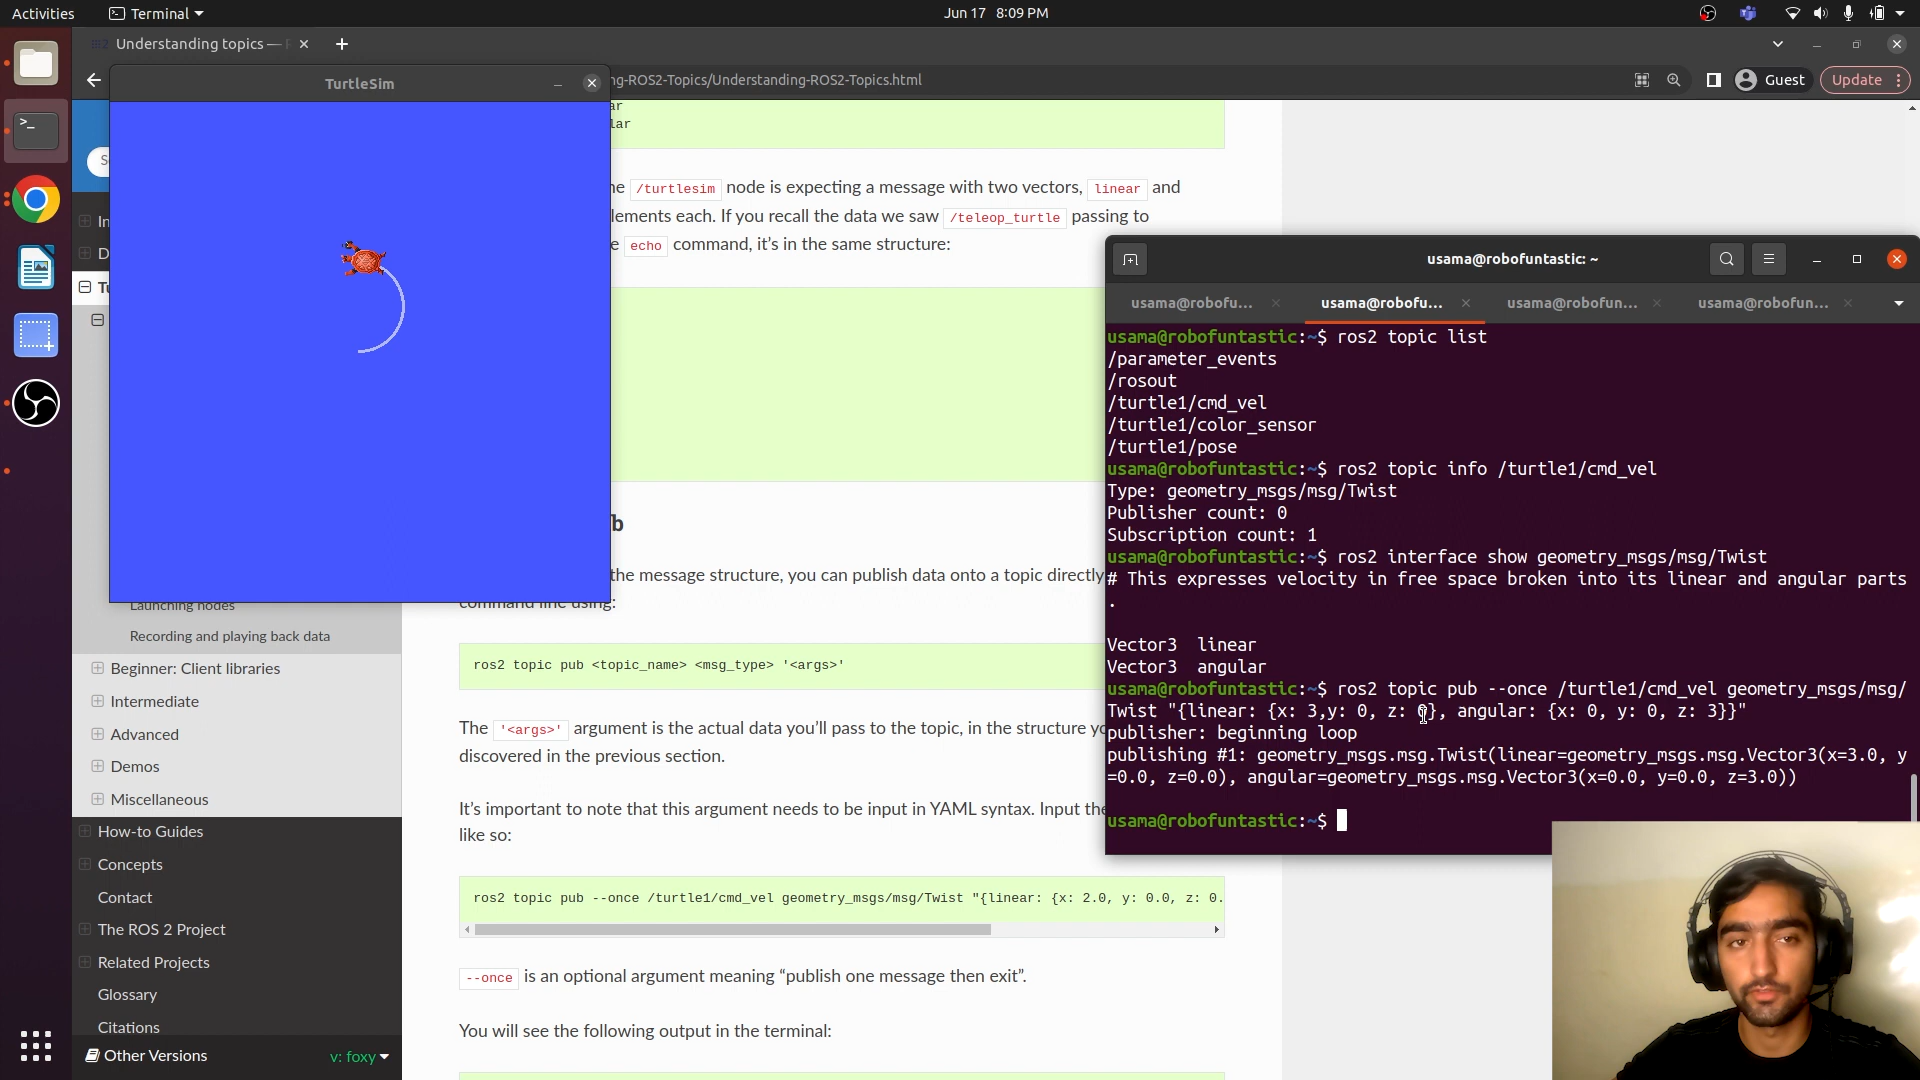 Activities
Terminal
Jun 17 8:09 PM
Understanding topics —
ng-ROS2-Topics/Understanding-ROS2-Topics.html
Guest
Update
TurtleSim
lar
/turtlesim node is expecting a message with two vectors, linear and
lements each. If you recall the data we saw /teleop_turtle passing to
echo command, it's in the same structure:
b
the message structure, you can publish data onto a topic directly
command line using:
ros2 topic pub <topic_name> <msg_type> '<args>'
The '<args>' argument is the actual data you'll pass to the topic, in the structure yo
discovered in the previous section.
It's important to note that this argument needs to be input in YAML syntax. Input the
like so:
ros2 topic pub --once /turtle1/cmd_vel geometry_msgs/msg/Twist "{linear: {x: 2.0, y: 0.0, z: 0.
--once is an optional argument meaning “publish one message then exit”.
You will see the following output in the terminal:
Launching nodes
Recording and playing back data
Beginner: Client libraries
Intermediate
Advanced
Demos
Miscellaneous
How-to Guides
Concepts
Contact
The ROS 2 Project
Related Projects
Glossary
Citations
Other Versions
v: foxy
usama@robofuntastic: ~
usama@robofu...
usama@robofu...
usama@robofun...
usama@robofun...
usama@robofuntastic:~$ ros2 topic list
/parameter_events
/rosout
/turtle1/cmd_vel
/turtle1/color_sensor
/turtle1/pose
usama@robofuntastic:~$ ros2 topic info /turtle1/cmd_vel
Type: geometry_msgs/msg/Twist
Publisher count: 0
Subscription count: 1
usama@robofuntastic:~$ ros2 interface show geometry_msgs/msg/Twist
# This expresses velocity in free space broken into its linear and angular parts
.
Vector3  linear
Vector3  angular
usama@robofuntastic:~$ ros2 topic pub --once /turtle1/cmd_vel geometry_msgs/msg/
Twist "{linear: {x: 3,y: 0, z: 0}, angular: {x: 0, y: 0, z: 3}}"
publisher: beginning loop
publishing #1: geometry_msgs.msg.Twist(linear=geometry_msgs.msg.Vector3(x=3.0, y
=0.0, z=0.0), angular=geometry_msgs.msg.Vector3(x=0.0, y=0.0, z=3.0))
usama@robofuntastic:~$